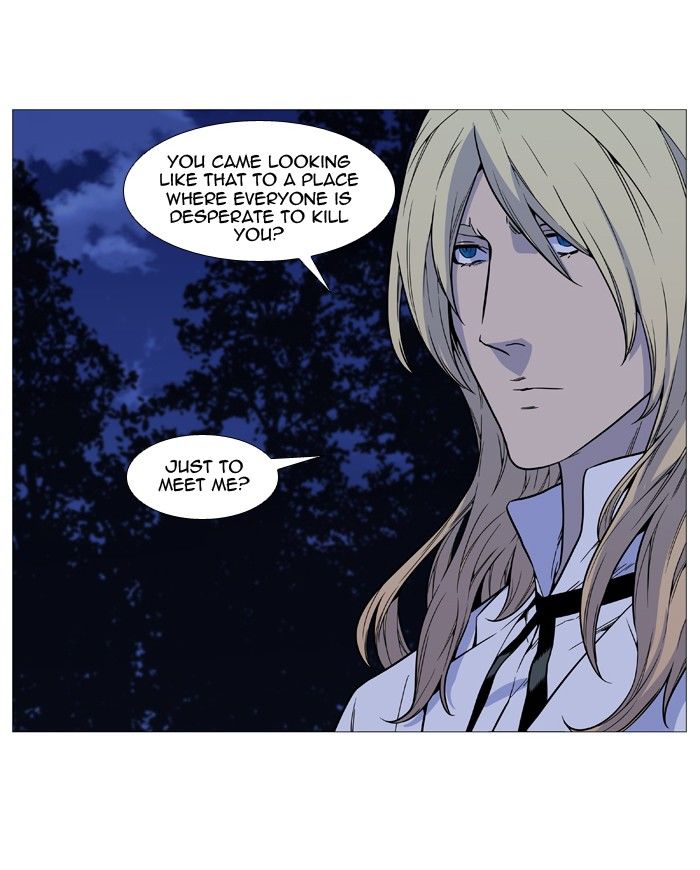 YOU CAME LOOKING
LIKE THAT TO A PLACE
WHERE EVERYONE IS
DESPERATE TO KILL
YOU?
JUST TO
MEET ME?